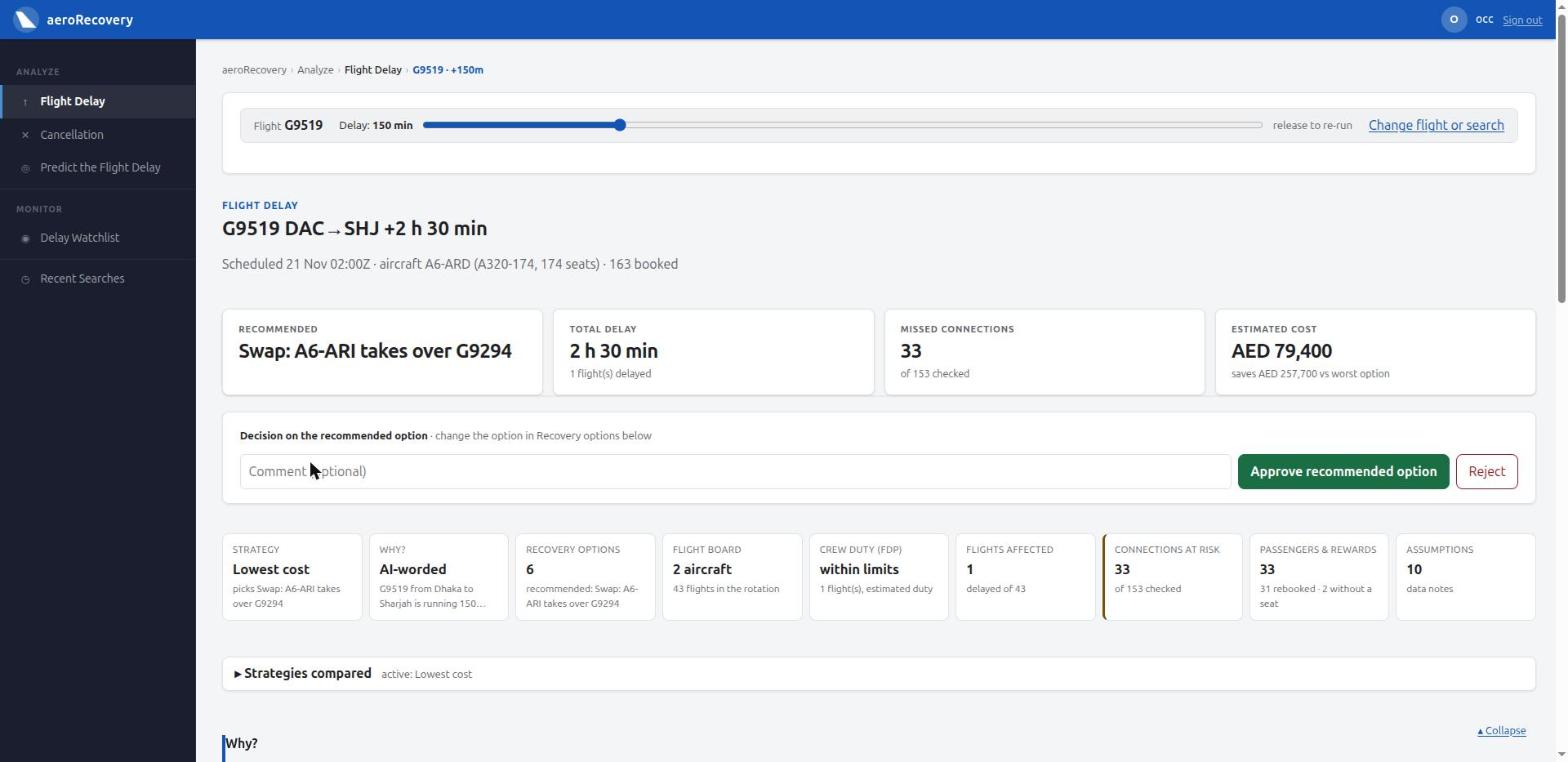 aeroRecovery
O OCC Sign out
ANALYZE
↑ Flight Delay
✕ Cancellation
◎ Predict the Flight Delay
MONITOR
◉ Delay Watchlist
◷ Recent Searches
aeroRecovery › Analyze › Flight Delay › G9519 · +150m
Flight G9519 Delay: 150 min release to re-run Change flight or search
FLIGHT DELAY
G9519 DAC→SHJ +2 h 30 min
Scheduled 21 Nov 02:00Z · aircraft A6-ARD (A320-174, 174 seats) · 163 booked
RECOMMENDED
Swap: A6-ARI takes over G9294
TOTAL DELAY
2 h 30 min
1 flight(s) delayed
MISSED CONNECTIONS
33
of 153 checked
ESTIMATED COST
AED 79,400
saves AED 257,700 vs worst option
Decision on the recommended option · change the option in Recovery options below
Comment ptional)
Approve recommended option
Reject
STRATEGY
Lowest cost
picks Swap: A6-ARI takes
over G9294
WHY?
AI-worded
G9519 from Dhaka to
Sharjah is running 150…
RECOVERY OPTIONS
6
recommended: Swap: A6-
ARI takes over G9294
FLIGHT BOARD
2 aircraft
43 flights in the rotation
CREW DUTY (FDP)
within limits
1 flight(s), estimated duty
FLIGHTS AFFECTED
1
delayed of 43
CONNECTIONS AT RISK
33
of 153 checked
PASSENGERS & REWARDS
33
31 rebooked · 2 without a
seat
ASSUMPTIONS
10
data notes
▸ Strategies compared active: Lowest cost
▴ Collapse
Why?